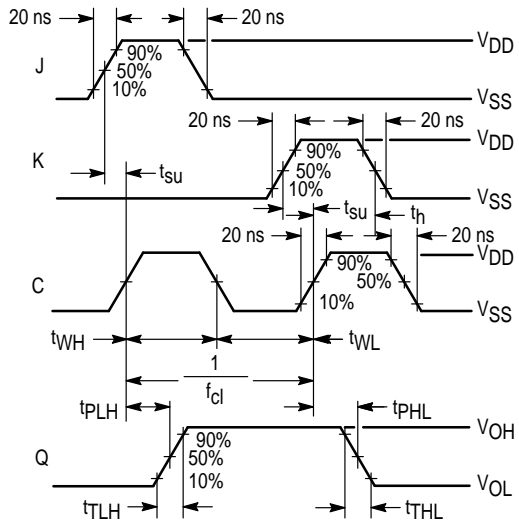 20 ns 20 ns
J 90% VDD
50%
10% VSS
20 ns 20 ns
K tsu 90% VDD
50%
10% VSS
tsu th
20 ns 20 ns
C 90% VDD
50%
10% VSS
tWH tWL
1
fcl
tPLH tPHL
Q 90% VOH
50%
10% VOL
tTLH tTHL